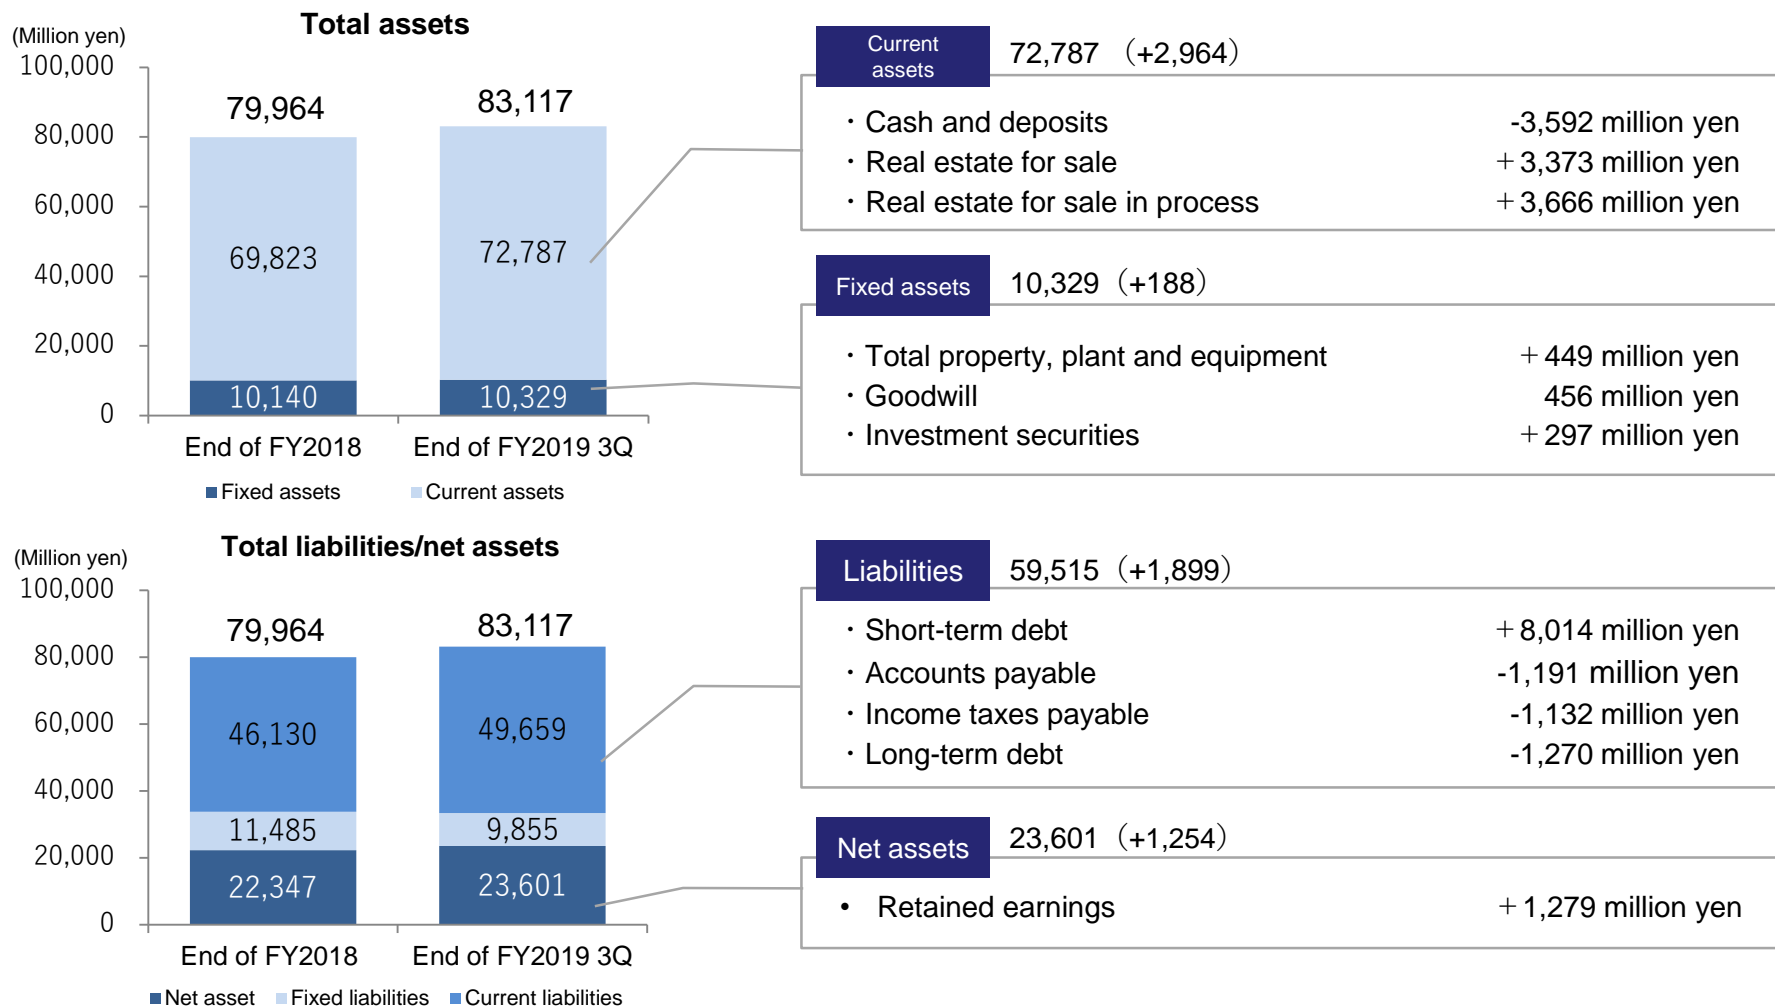 Total assets
(Million yen)
100,000
80,000
60,000
40,000
20,000
0
79,964
83,117
69,823
72,787
10,140
10,329
End of FY2018
End of FY2019 3Q
Fixed assets
Current assets
Current assets
72,787 （+2,964）
・Cash and deposits -3,592 million yen
・Real estate for sale ＋3,373 million yen
・Real estate for sale in process ＋3,666 million yen
Fixed assets
10,329（+188）
・Total property, plant and equipment ＋449 million yen
・Goodwill 456 million yen
・Investment securities ＋297 million yen
Total liabilities/net assets
(Million yen)
100,000
80,000
60,000
40,000
20,000
0
79,964
83,117
46,130
49,659
11,485
9,855
22,347
23,601
End of FY2018
End of FY2019 3Q
Net asset
Fixed liabilities
Current liabilities
Liabilities
59,515（+1,899）
・Short-term debt ＋8,014 million yen
・Accounts payable -1,191 million yen
・Income taxes payable -1,132 million yen
・Long-term debt -1,270 million yen
Net assets
23,601（+1,254）
• Retained earnings ＋1,279 million yen